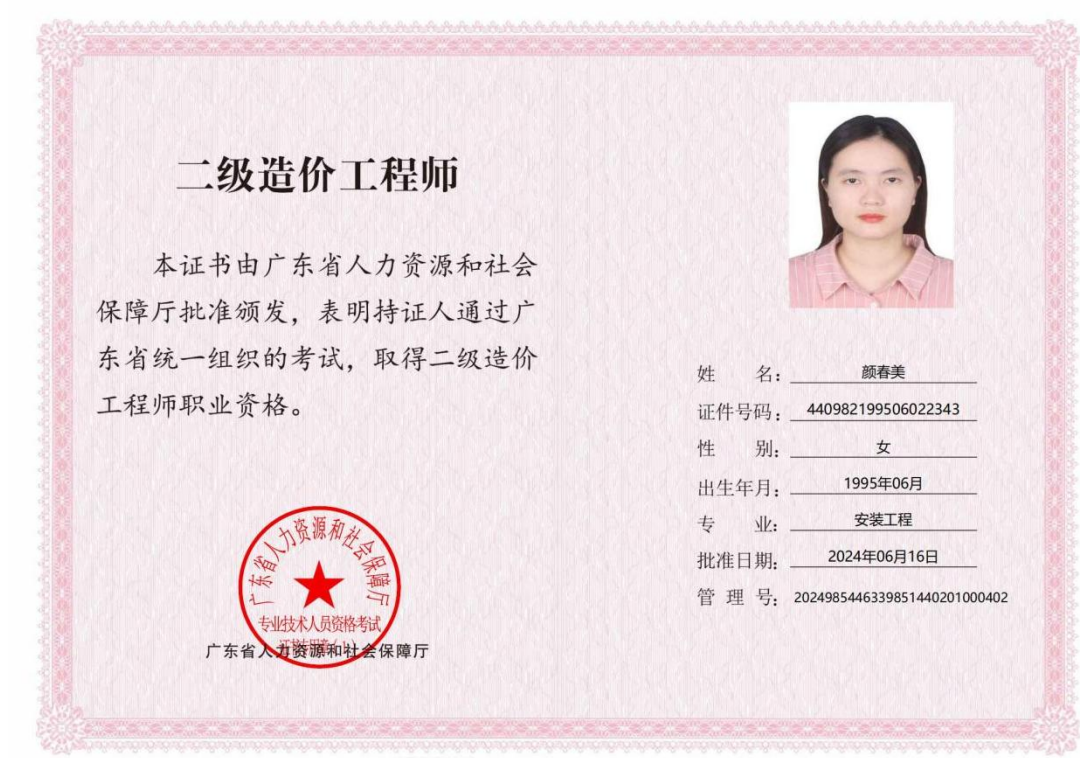 二级造价工程师
本证书由广东省人力资源和社会
保障厅批准颁发，表明持证人通过广
东省统一组织的考试，取得二级造价
工程师职业资格。
广东省人力资源和社会保障厅
专业技术人员资格考试
广东省人力资源和社会保障厅
姓 名：颜春美
证件号码：440982199506022343
性 别：女
出生年月：1995年06月
专 业：安装工程
批准日期：2024年06月16日
管 理 号：2024985446339851440201000402